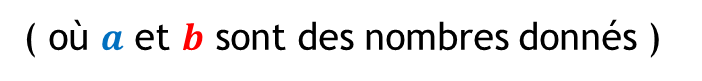 ( où a et b sont des nombres donnés )